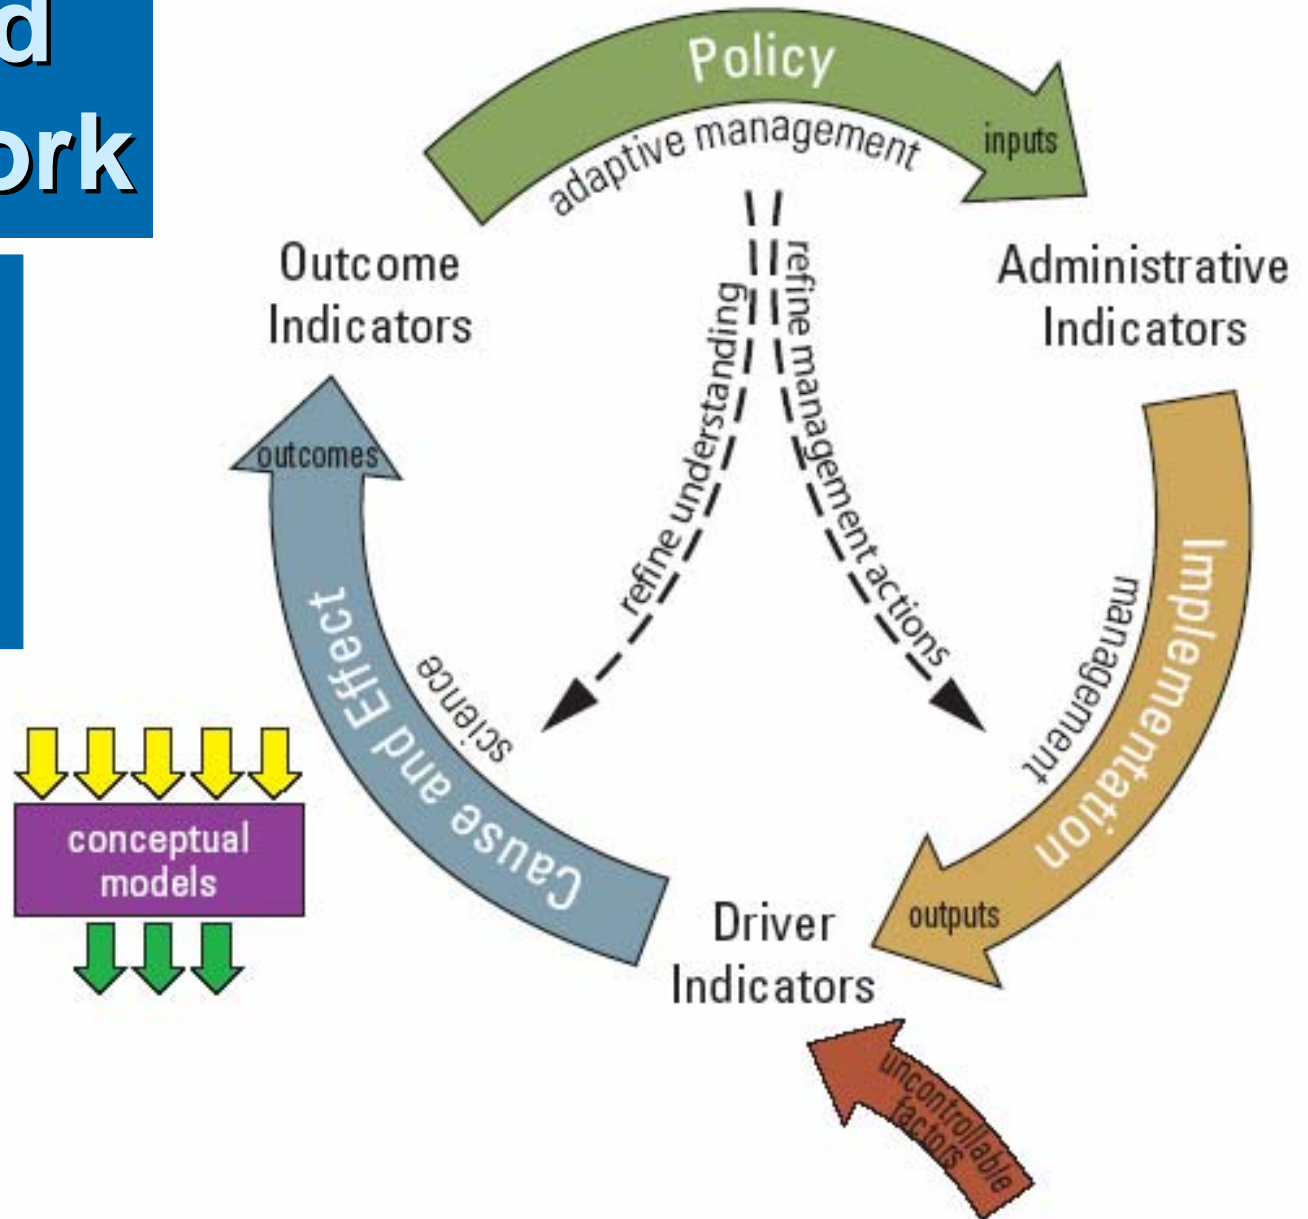 d
ork
Policy
adaptive management
inputs
Outcome
Indicators
Administrative
Indicators
refine understanding
refine management actions
outcomes
Cause and Effect
science
Implementation
management
outputs
conceptual
models
Driver
Indicators
uncontrollable
factors